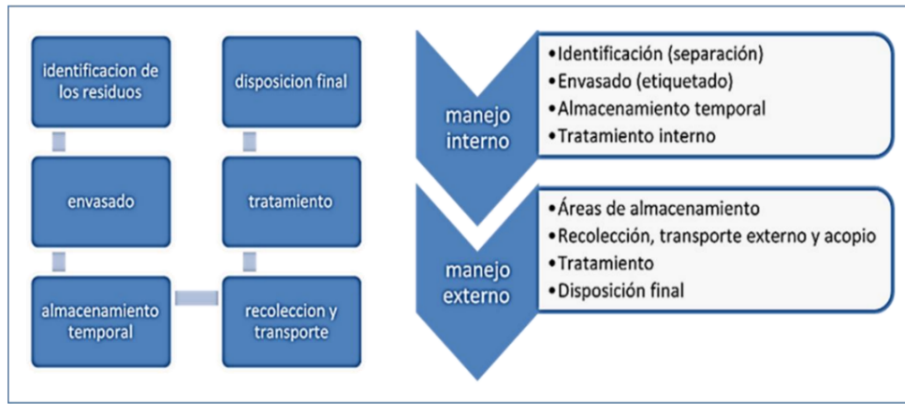 identificacion de
los residuos
envasado
almacenamiento
temporal
recoleccion y
transporte
tratamiento
disposicion final
manejo
interno
•Identificación (separación)
•Envasado (etiquetado)
•Almacenamiento temporal
•Tratamiento interno
manejo
externo
•Áreas de almacenamiento
•Recolección, transporte externo y acopio
•Tratamiento
•Disposición final